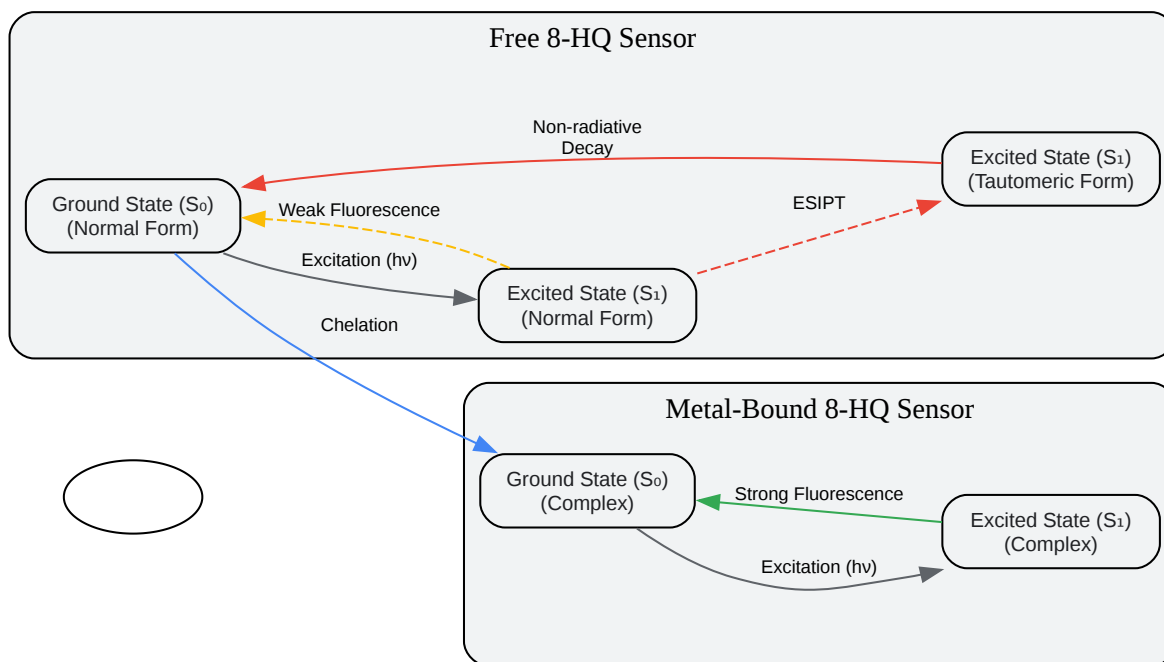 Free 8-HQ Sensor
Non-radiative
Decay
Excited State (S₁)
(Tautomeric Form)
Ground State (S₀)
(Normal Form)
Weak Fluorescence
ESIPT
Excitation (hν)
Excited State (S₁)
(Normal Form)
Chelation
Metal-Bound 8-HQ Sensor
Ground State (S₀)
(Complex)
Strong Fluorescence
Excited State (S₁)
(Complex)
Excitation (hν)